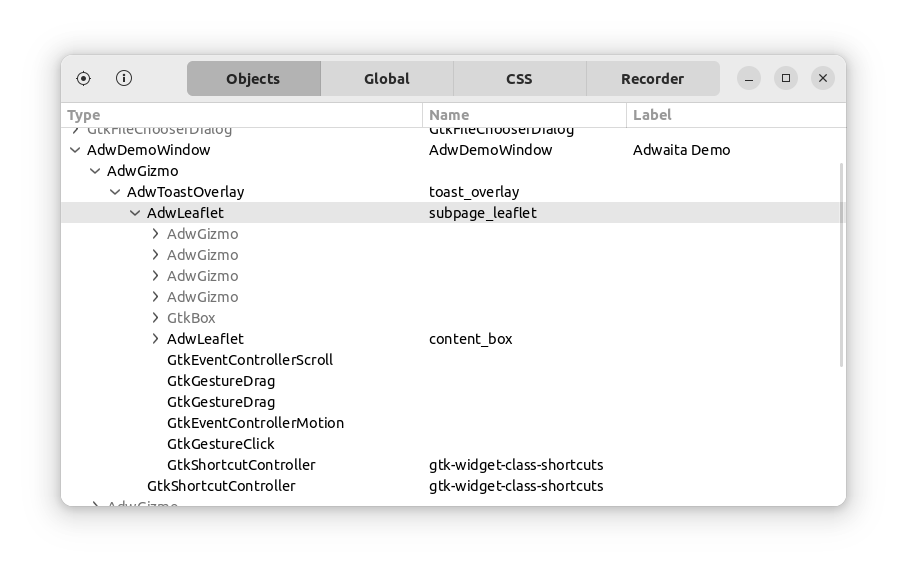 Objects Global CSS Recorder
Type Name Label
GtkFileChooserDialog GtkFileChooserDialog
AdwDemoWindow AdwDemoWindow Adwaita Demo
AdwGizmo
AdwToastOverlay toast_overlay
AdwLeaflet subpage_leaflet
AdwGizmo
AdwGizmo
AdwGizmo
AdwGizmo
GtkBox
AdwLeaflet content_box
GtkEventControllerScroll
GtkGestureDrag
GtkGestureDrag
GtkEventControllerMotion
GtkGestureClick
GtkShortcutController gtk-widget-class-shortcuts
GtkShortcutController gtk-widget-class-shortcuts
AdwGizmo